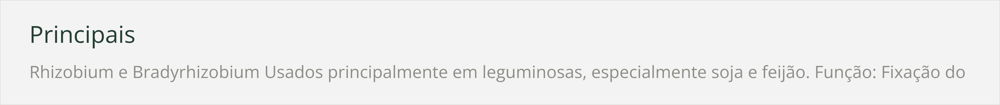 Principais
Rhizobium e Bradyrhizobium Usados principalmente em leguminosas, especialmente soja e feijão. Função: Fixação do